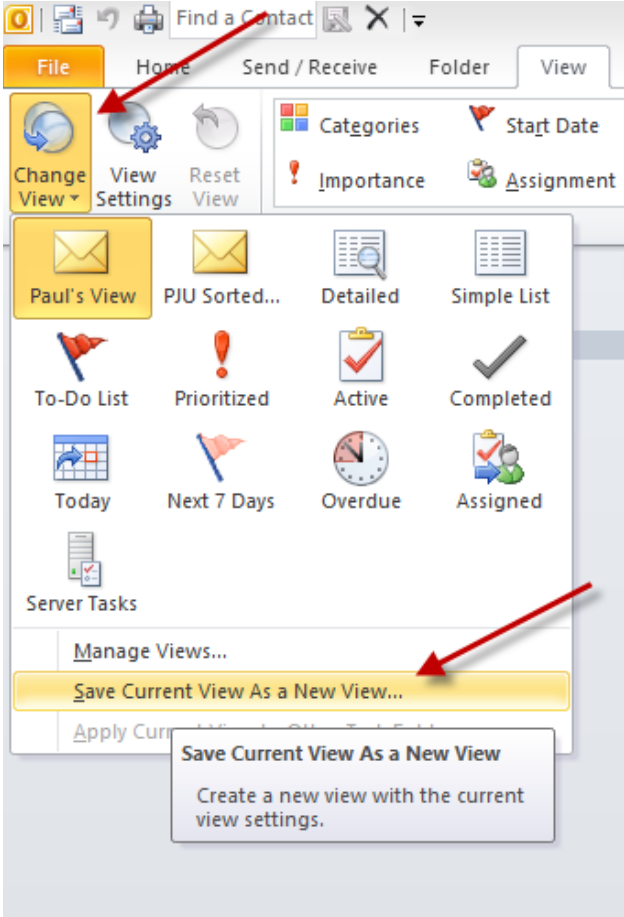 Find a Contact
File Home Send / Receive Folder View
Change View View Settings Reset View
Categories Start Date
Importance Assignment
Paul's View PJU Sorted... Detailed Simple List
To-Do List Prioritized Active Completed
Today Next 7 Days Overdue Assigned
Server Tasks
Manage Views...
Save Current View As a New View...
Apply
Save Current View As a New View
Create a new view with the current
view settings.